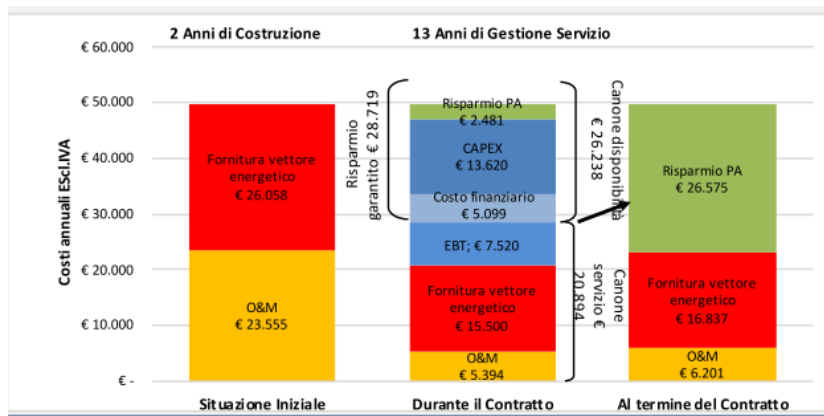 2 Anni di Costruzione
13 Anni di Gestione Servizio
Costi annuali EScl.IVA
€ 60.000
€ 50.000
€ 40.000
€ 30.000
€ 20.000
€ 10.000
€ -
Fornitura vettore
energetico
€ 26.058
O&M
€ 23.555
Risparmio
garantito € 28.719
Risparmio PA
€ 2.481
CAPEX
€ 13.620
Costo finanziario
€ 5.099
EBT; € 7.520
Fornitura vettore
energetico
€ 15.500
O&M
€ 5.394
Canone disponibilità
€ 26.238
Canone
servizio €
20.894
Risparmio PA
€ 26.575
Fornitura vettore
energetico
€ 16.837
O&M
€ 6.201
Situazione Iniziale
Durante il Contratto
Al termine del Contratto